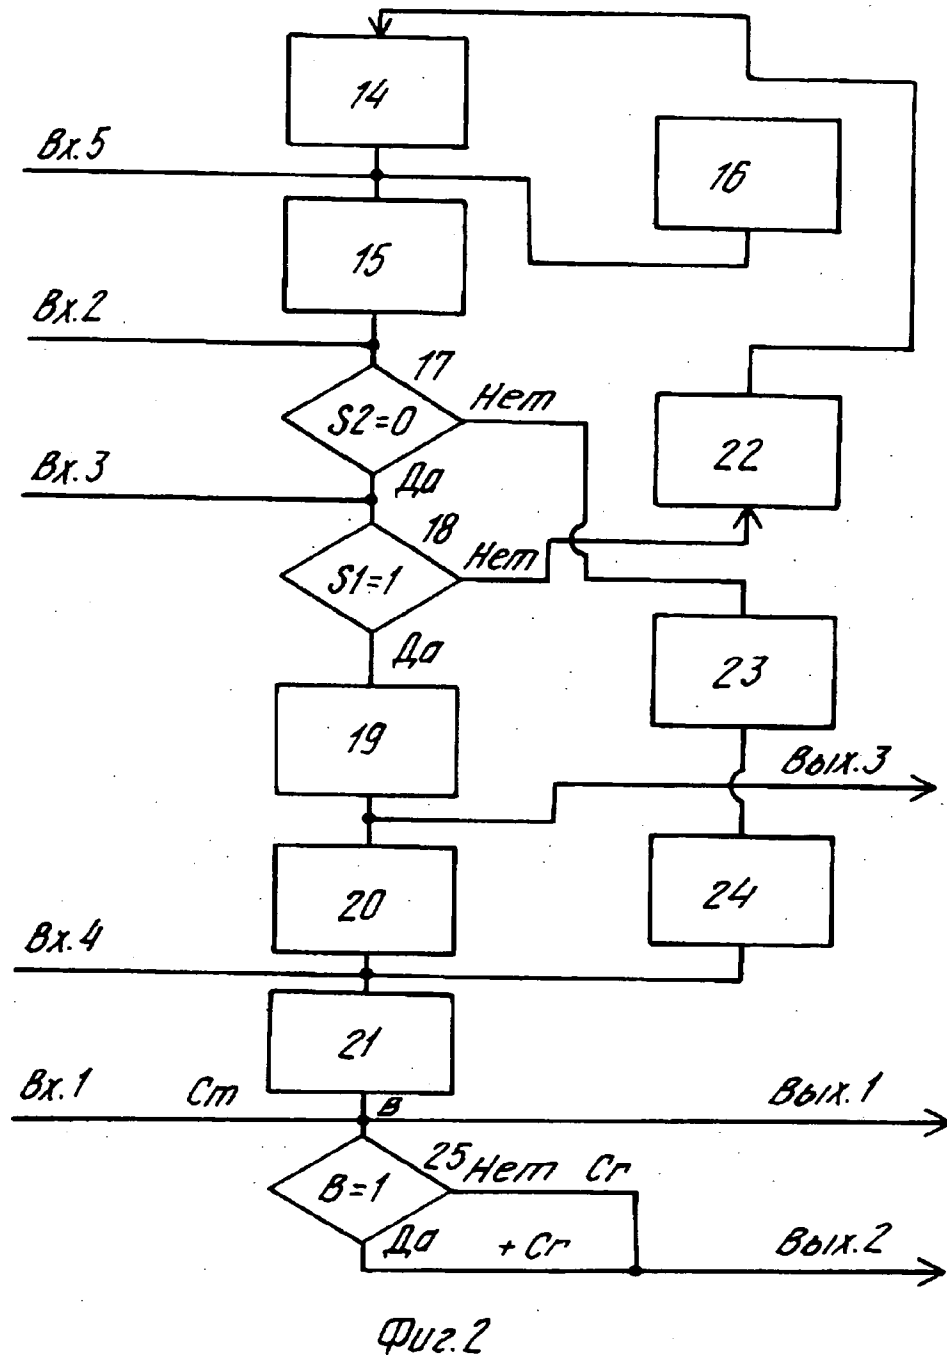 14
Вх.5
16
15
Вх.2
17
Нет
S2=0
22
Вх.3
Да
18
Нет
S1=1
Да
23
19
Вых.3
20
24
Вх.4
21
Вх.1
Ст
В
Вых.1
25
Нет
Сг
В=1
Да
+Сг
Вых.2
Фиг.2